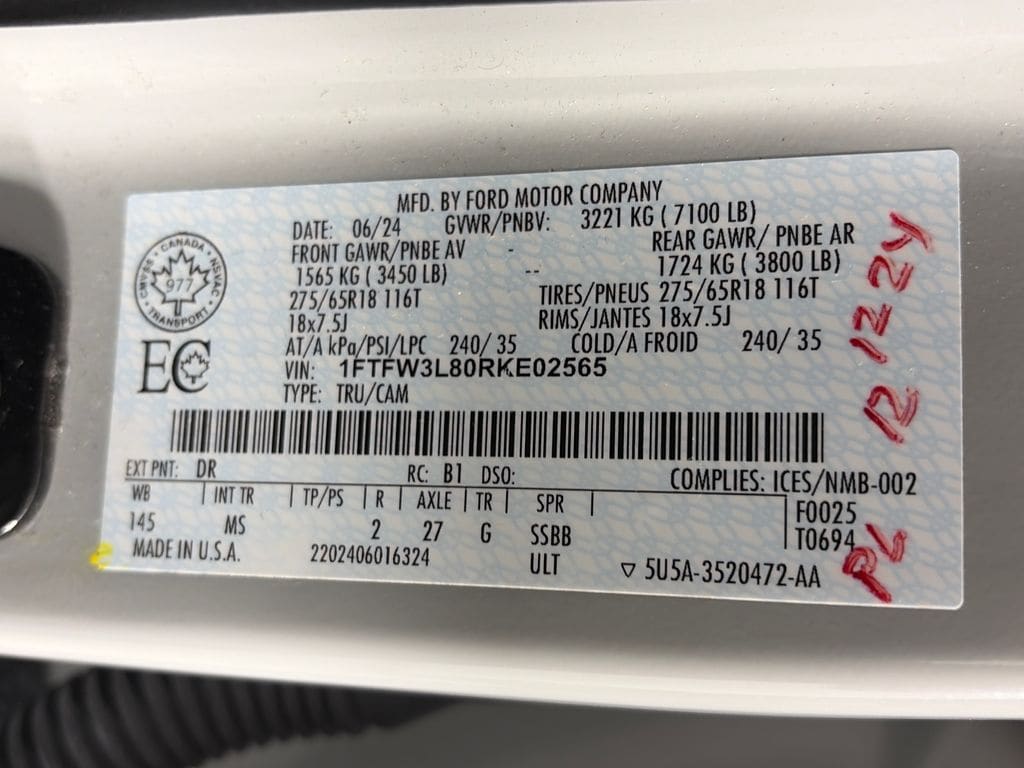 MFD. BY FORD MOTOR COMPANY
DATE: 06/24 GVWR/PNBV: 3221 KG ( 7100 LB)
FRONT GAWR/PNBE AV - REAR GAWR/ PNBE AR
1565 KG ( 3450 LB) -- 1724 KG ( 3800 LB)
275/65R18 116T TIRES/PNEUS 275/65R18 116T
18x7.5J RIMS/JANTES 18x7.5J
AT/A kPa/PSI/LPC 240/ 35 COLD/A FROID 240/ 35
VIN: 1FTFW3L80RKE02565
TYPE: TRU/CAM
CANADA
CMVSS NSVAC
977
TRANSPORT
EC
EXT PNT: DR RC: B1 DSO: COMPLIES: ICES/NMB-002
WB | INT TR | TP/PS | R | AXLE | TR | SPR | F0025
145 MS 2 27 G SSBB T0694
MADE IN U.S.A. 2202406016324 ULT ▽ 5U5A-3520472-AA
12 12 24